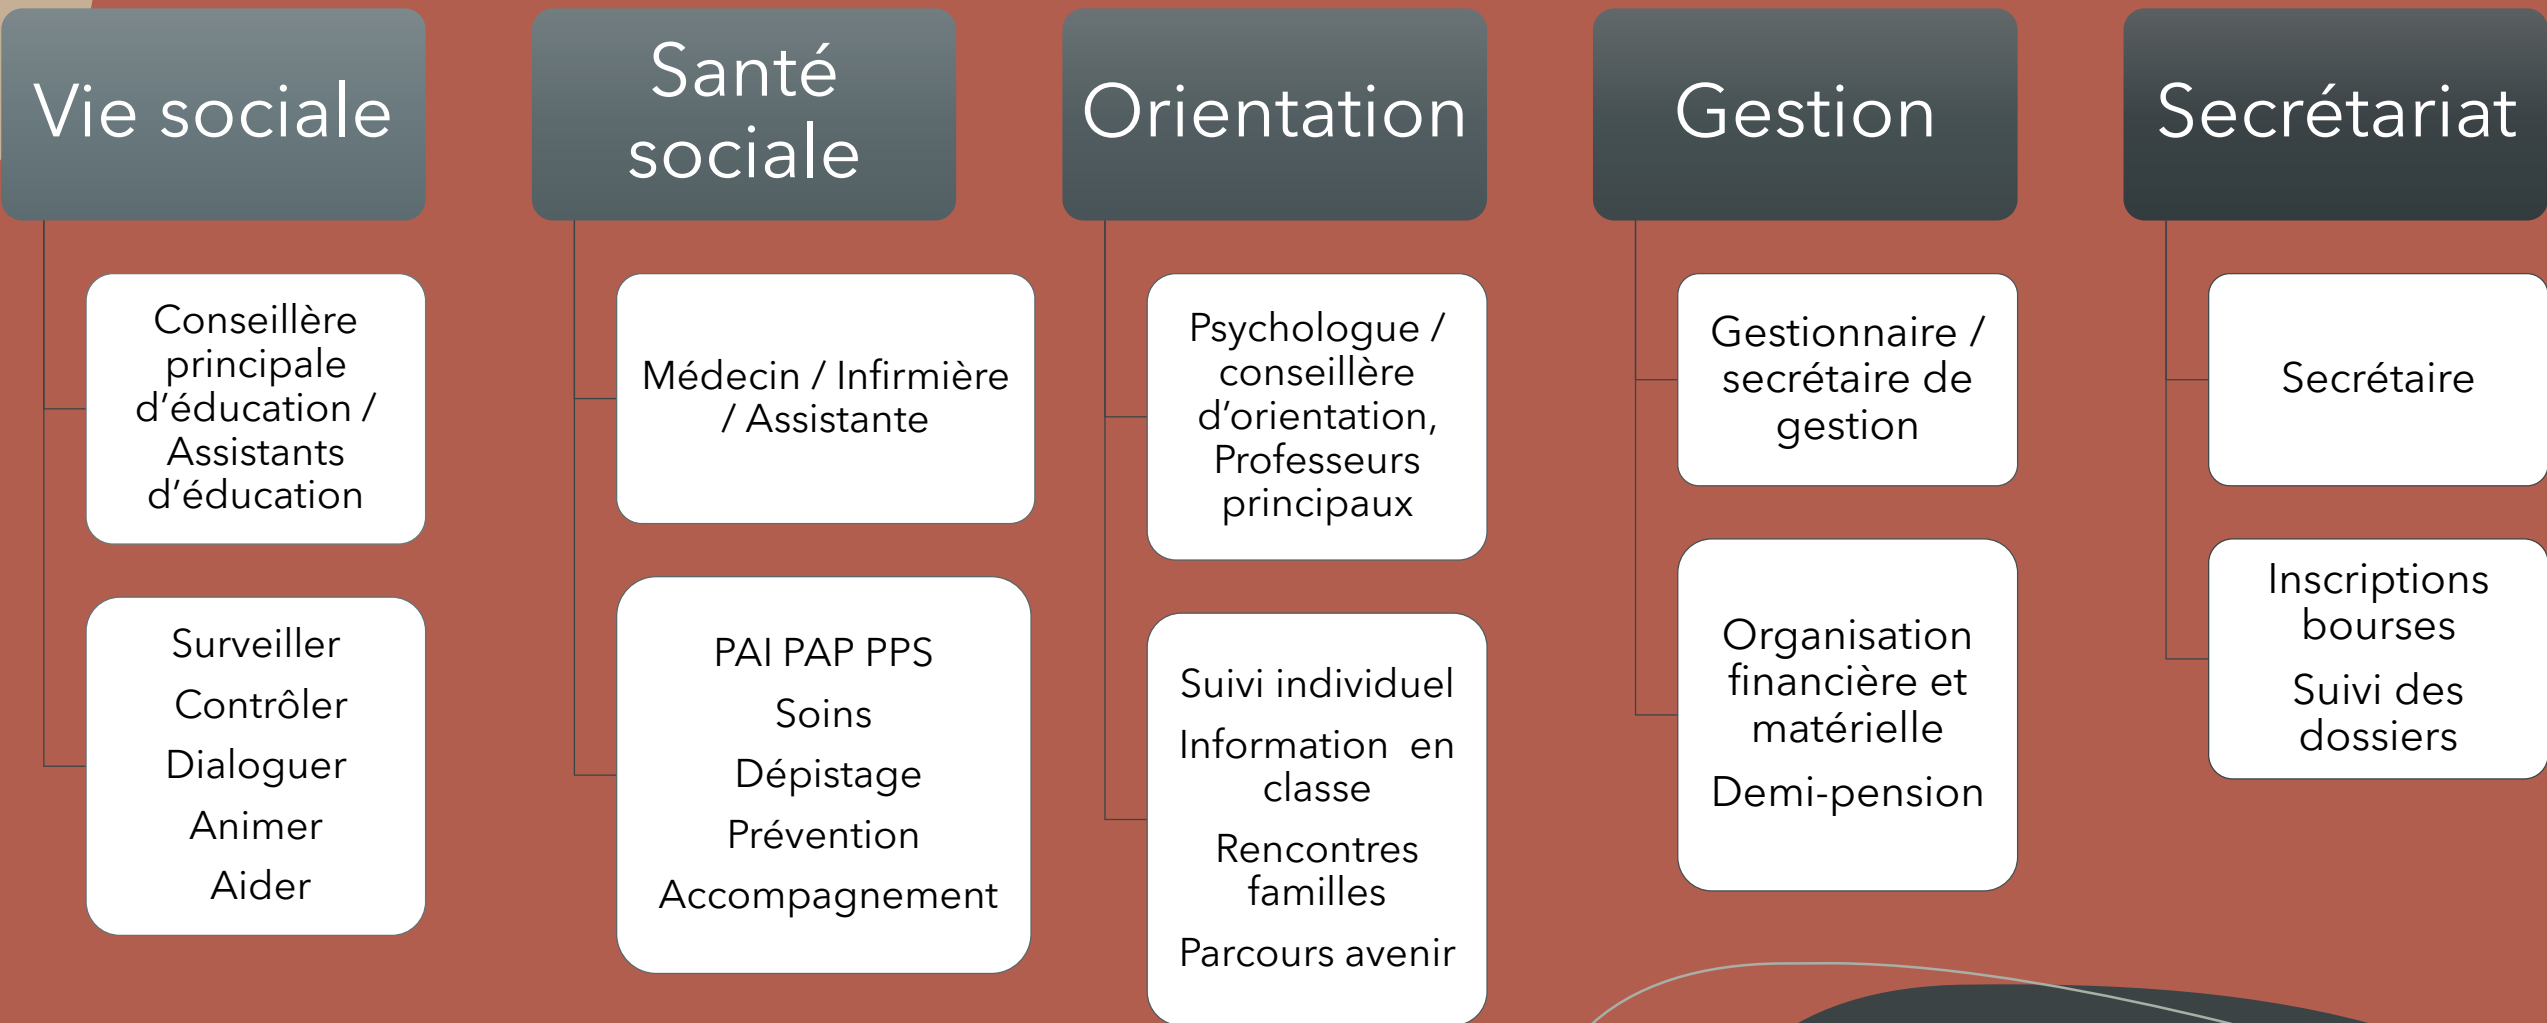 Vie sociale
Conseillère
principale
d’éducation /
Assistants
d’éducation
Surveiller
Contrôler
Dialoguer
Animer
Aider
Santé
sociale
Médecin / Infirmière
/ Assistante
PAI PAP PPS
Soins
Dépistage
Prévention
Accompagnement
Orientation
Psychologue /
conseillère
d’orientation,
Professeurs
principaux
Suivi individuel
Information en
classe
Rencontres
familles
Parcours avenir
Gestion
Gestionnaire /
secrétaire de
gestion
Organisation
financière et
matérielle
Demi-pension
Secrétariat
Secrétaire
Inscriptions
bourses
Suivi des
dossiers